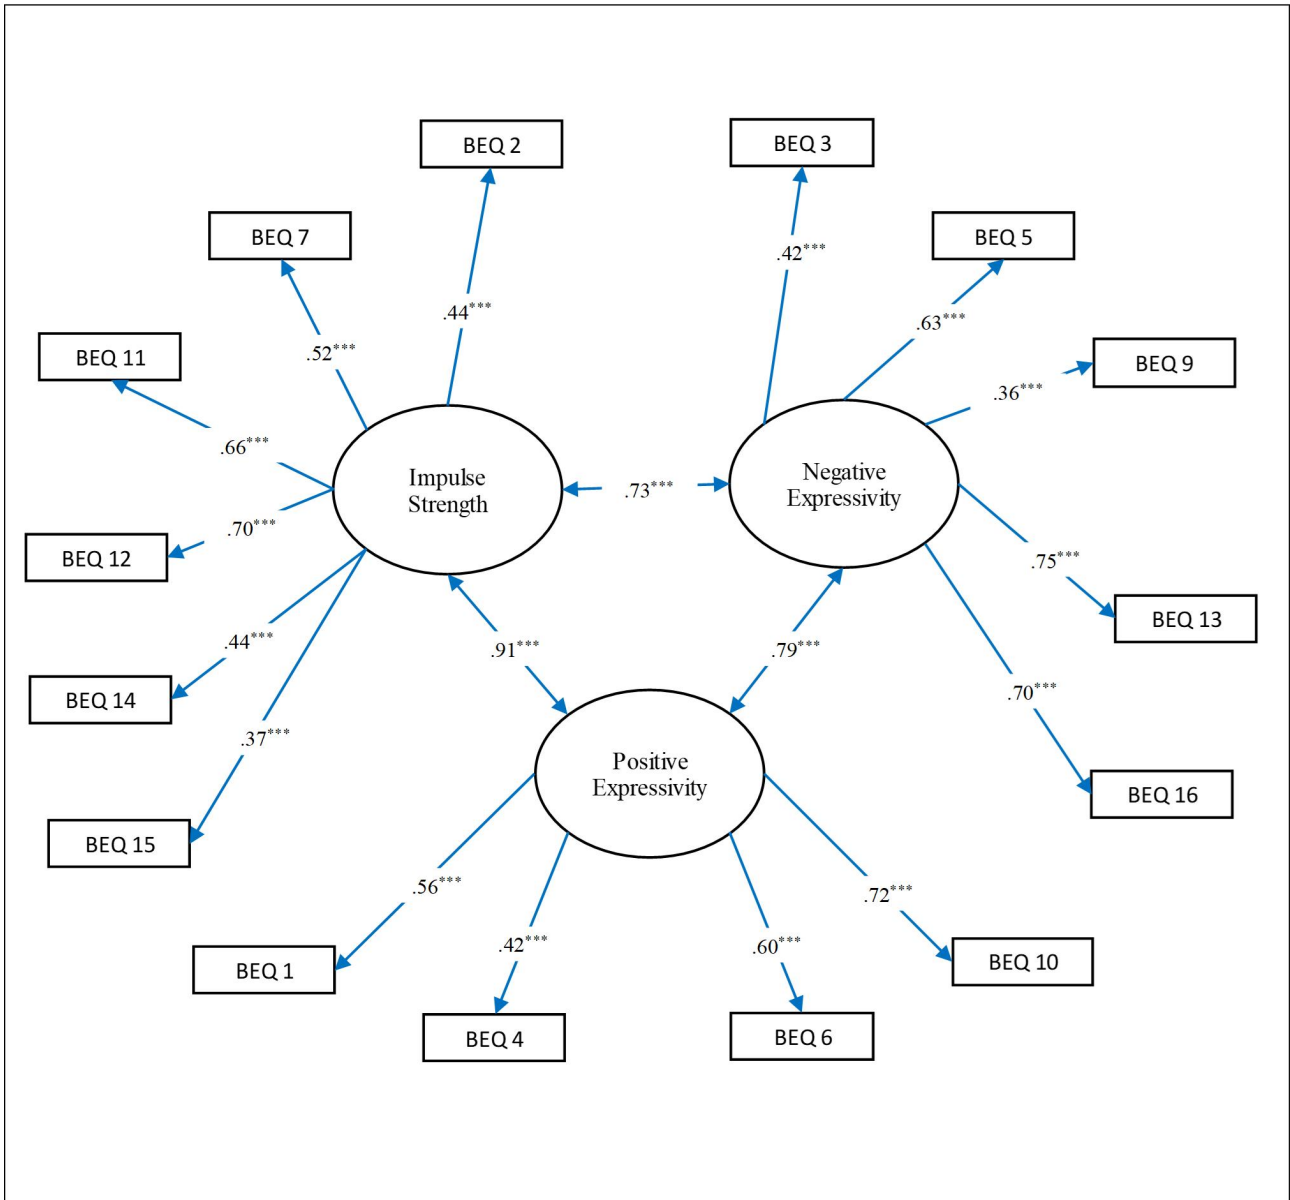 BEQ 2
BEQ 3
BEQ 7
BEQ 5
.42***
.44***
.63***
BEQ 11
.52***
BEQ 9
.36***
.66***
Impulse
Strength
Negative
Expressivity
.73***
.70***
BEQ 12
.75***
BEQ 13
.44***
.91***
.79***
BEQ 14
.70***
.37***
Positive
Expressivity
BEQ 16
BEQ 15
.56***
.72***
.42***
.60***
BEQ 1
BEQ 10
BEQ 4
BEQ 6